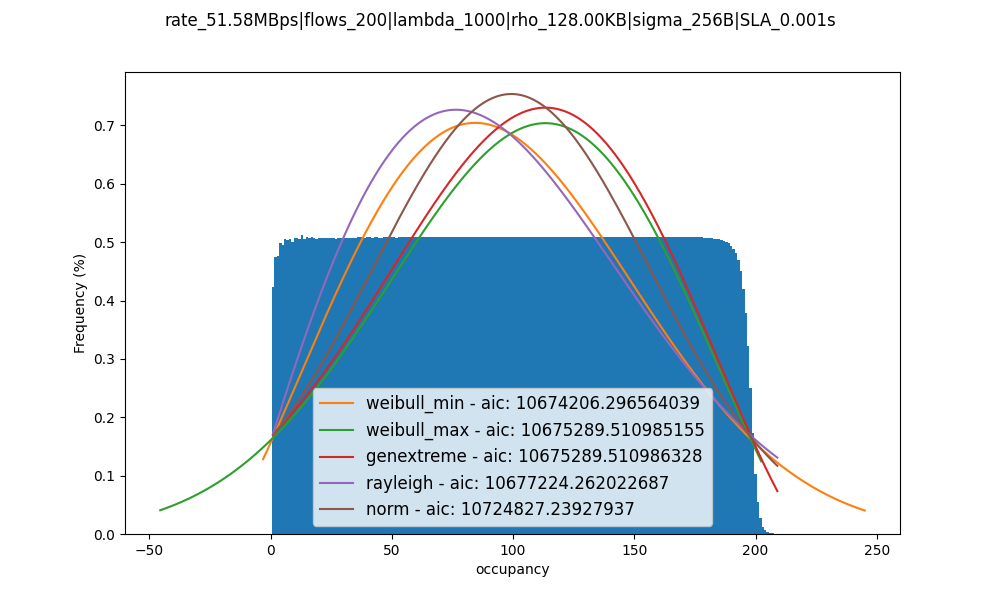 rate_51.58MBps|flows_200|lambda_1000|rho_128.00KB|sigma_256B|SLA_0.001s
Frequency (%)
0.7
0.6
0.5
0.4
0.3
0.2
0.1
0.0
weibull_min - aic: 10674206.296564039
weibull_max - aic: 10675289.510985155
genextreme - aic: 10675289.510986328
rayleigh - aic: 10677224.262022687
norm - aic: 10724827.23927937
−50
0
50
100
150
200
250
occupancy